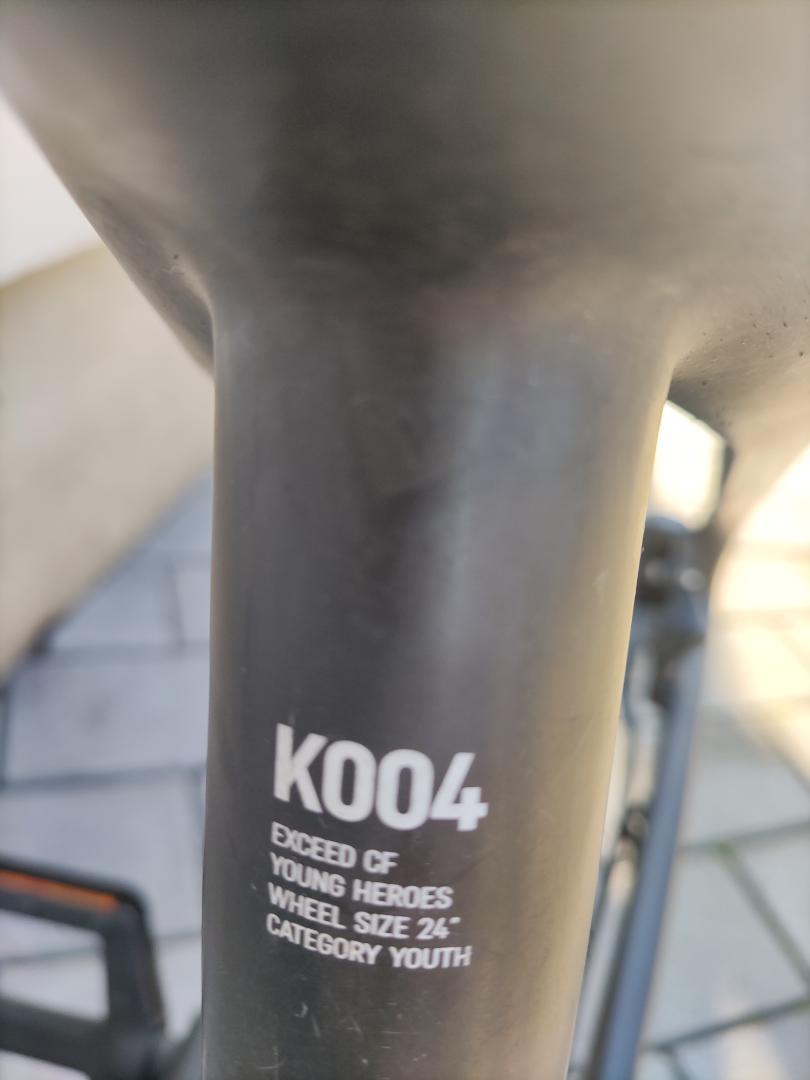 K004
EXCEED CF
YOUNG HEROES
WHEEL SIZE 24"
CATEGORY YOUTH